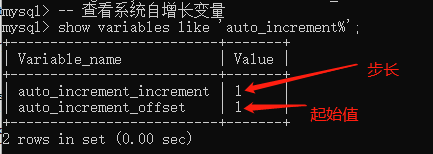 mysql> -- 查看系统自增长变量
mysql> show variables like 'auto_increment%';
+--------------------------+-------+
| Variable_name            | Value |
+--------------------------+-------+
| auto_increment_increment | 1     | 步长
| auto_increment_offset    | 1     | 起始值
+--------------------------+-------+
2 rows in set (0.00 sec)